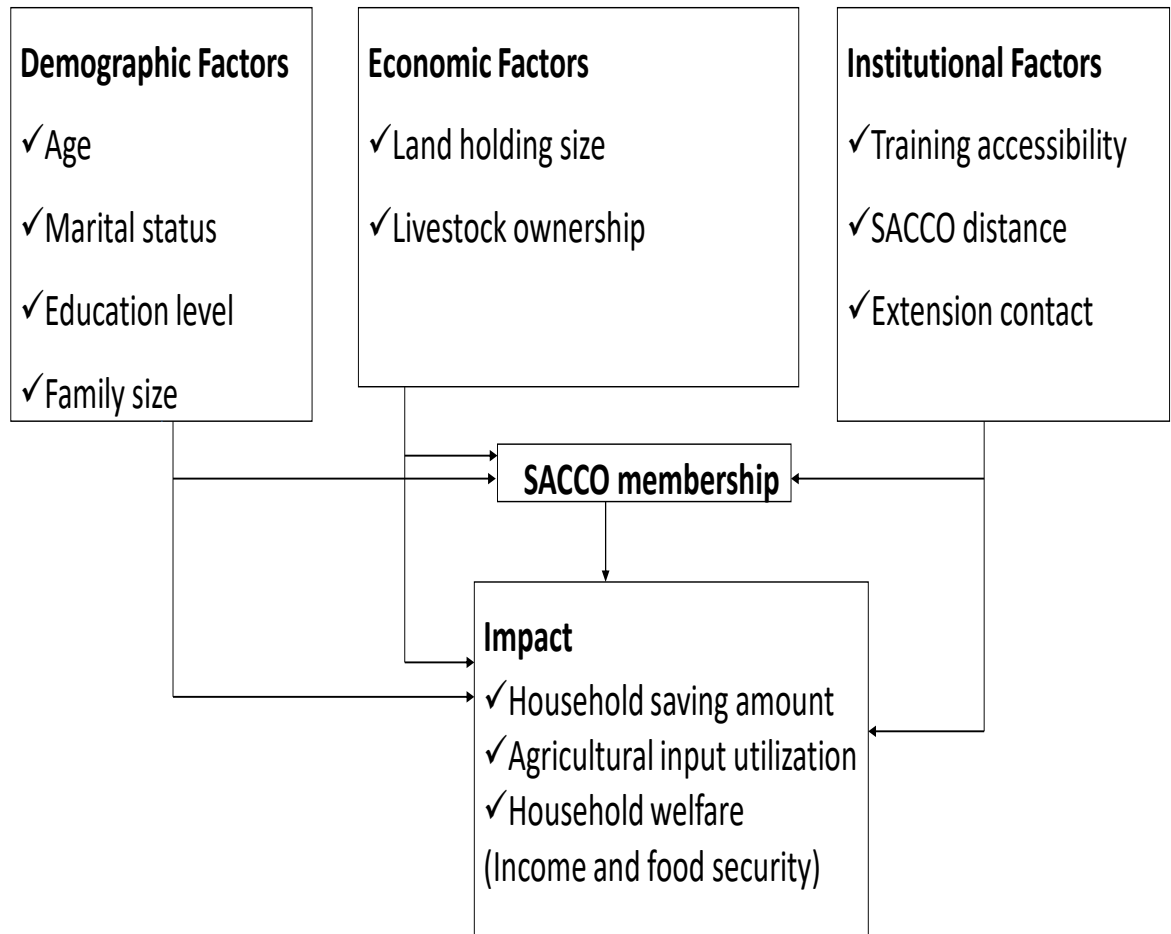 Demographic Factors
✓Age
✓Marital status
✓Education level
✓Family size
Economic Factors
✓Land holding size
✓Livestock ownership
Institutional Factors
✓Training accessibility
✓SACCO distance
✓Extension contact
SACCO membership
Impact
✓Household saving amount
✓Agricultural input utilization
✓Household welfare
(Income and food security)